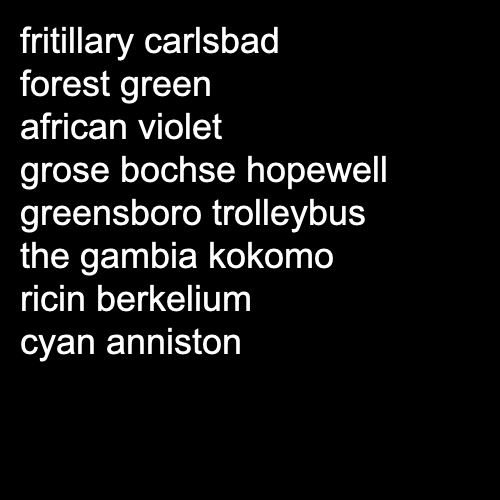 fritillary carlsbad
forest green
african violet
grose bochse hopewell
greensboro trolleybus
the gambia kokomo
ricin berkelium
cyan anniston